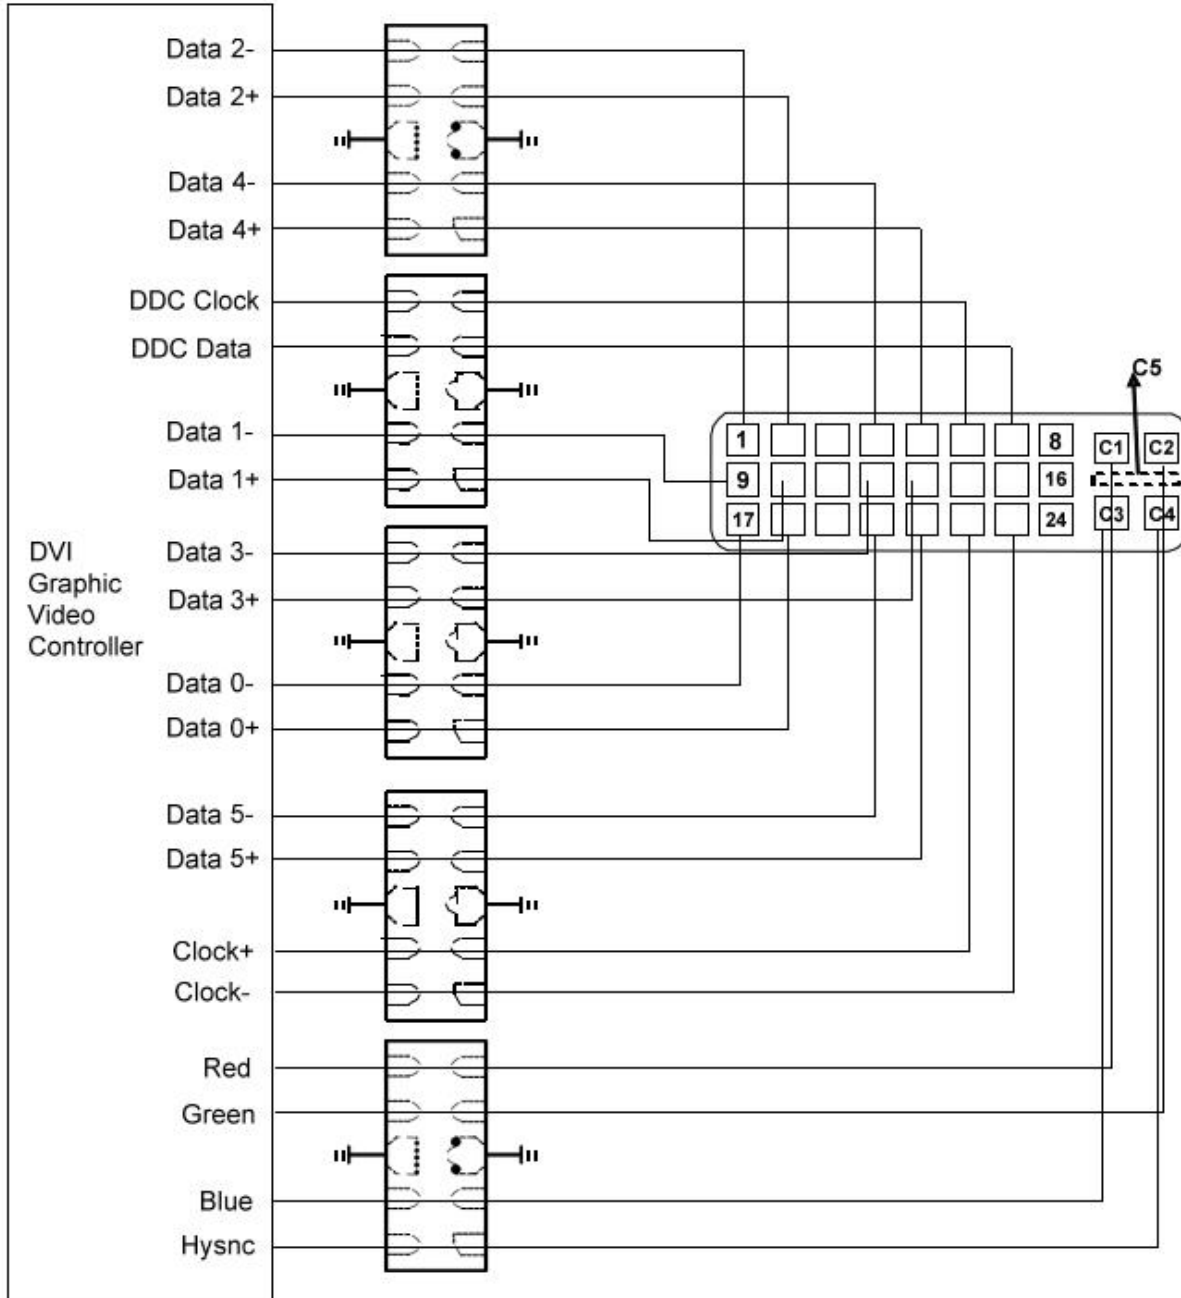 Data 2-
Data 2+
Data 4-
Data 4+
DDC Clock
DDC Data
Data 1-
Data 1+
DVI
Graphic
Video
Controller
Data 3-
Data 3+
Data 0-
Data 0+
Data 5-
Data 5+
Clock+
Clock-
Red
Green
Blue
Hysnc
C5
1 8 C1 C2
9 16
17 24 C3 C4